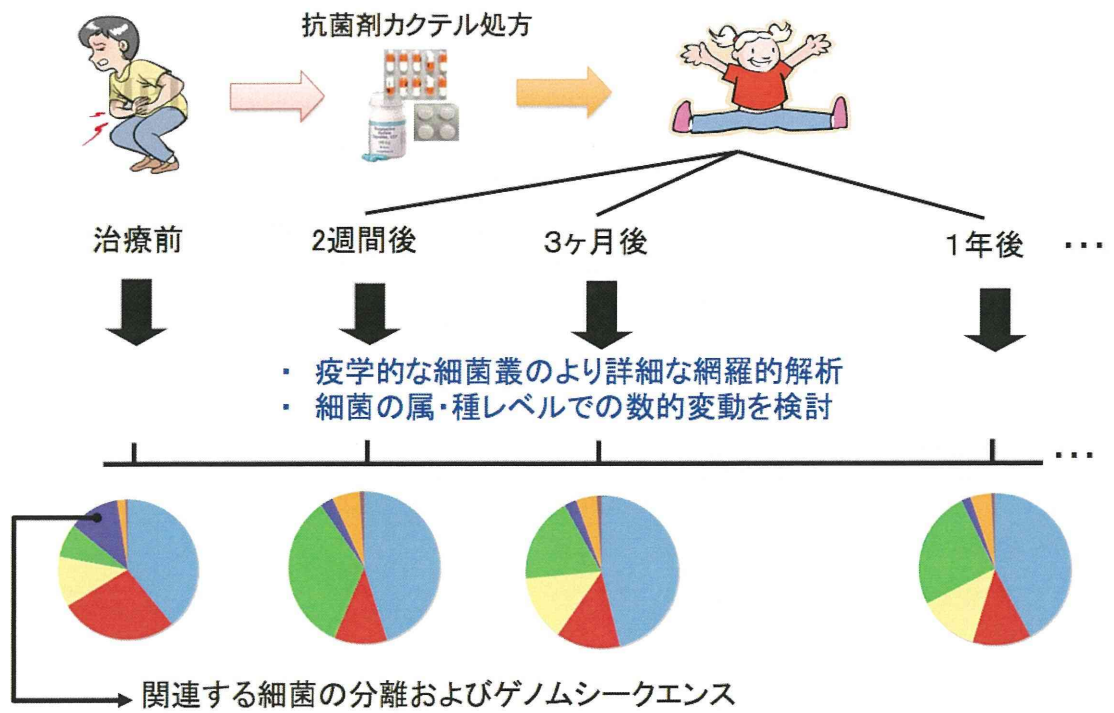 抗菌剤カクテル処方
治療前
2週間後
3ヶ月後
1年後
・・・
・ 疫学的な細菌叢のより詳細な網羅的解析
・ 細菌の属・種レベルでの数的変動を検討
・・・
関連する細菌の分離およびゲノムシークエンス